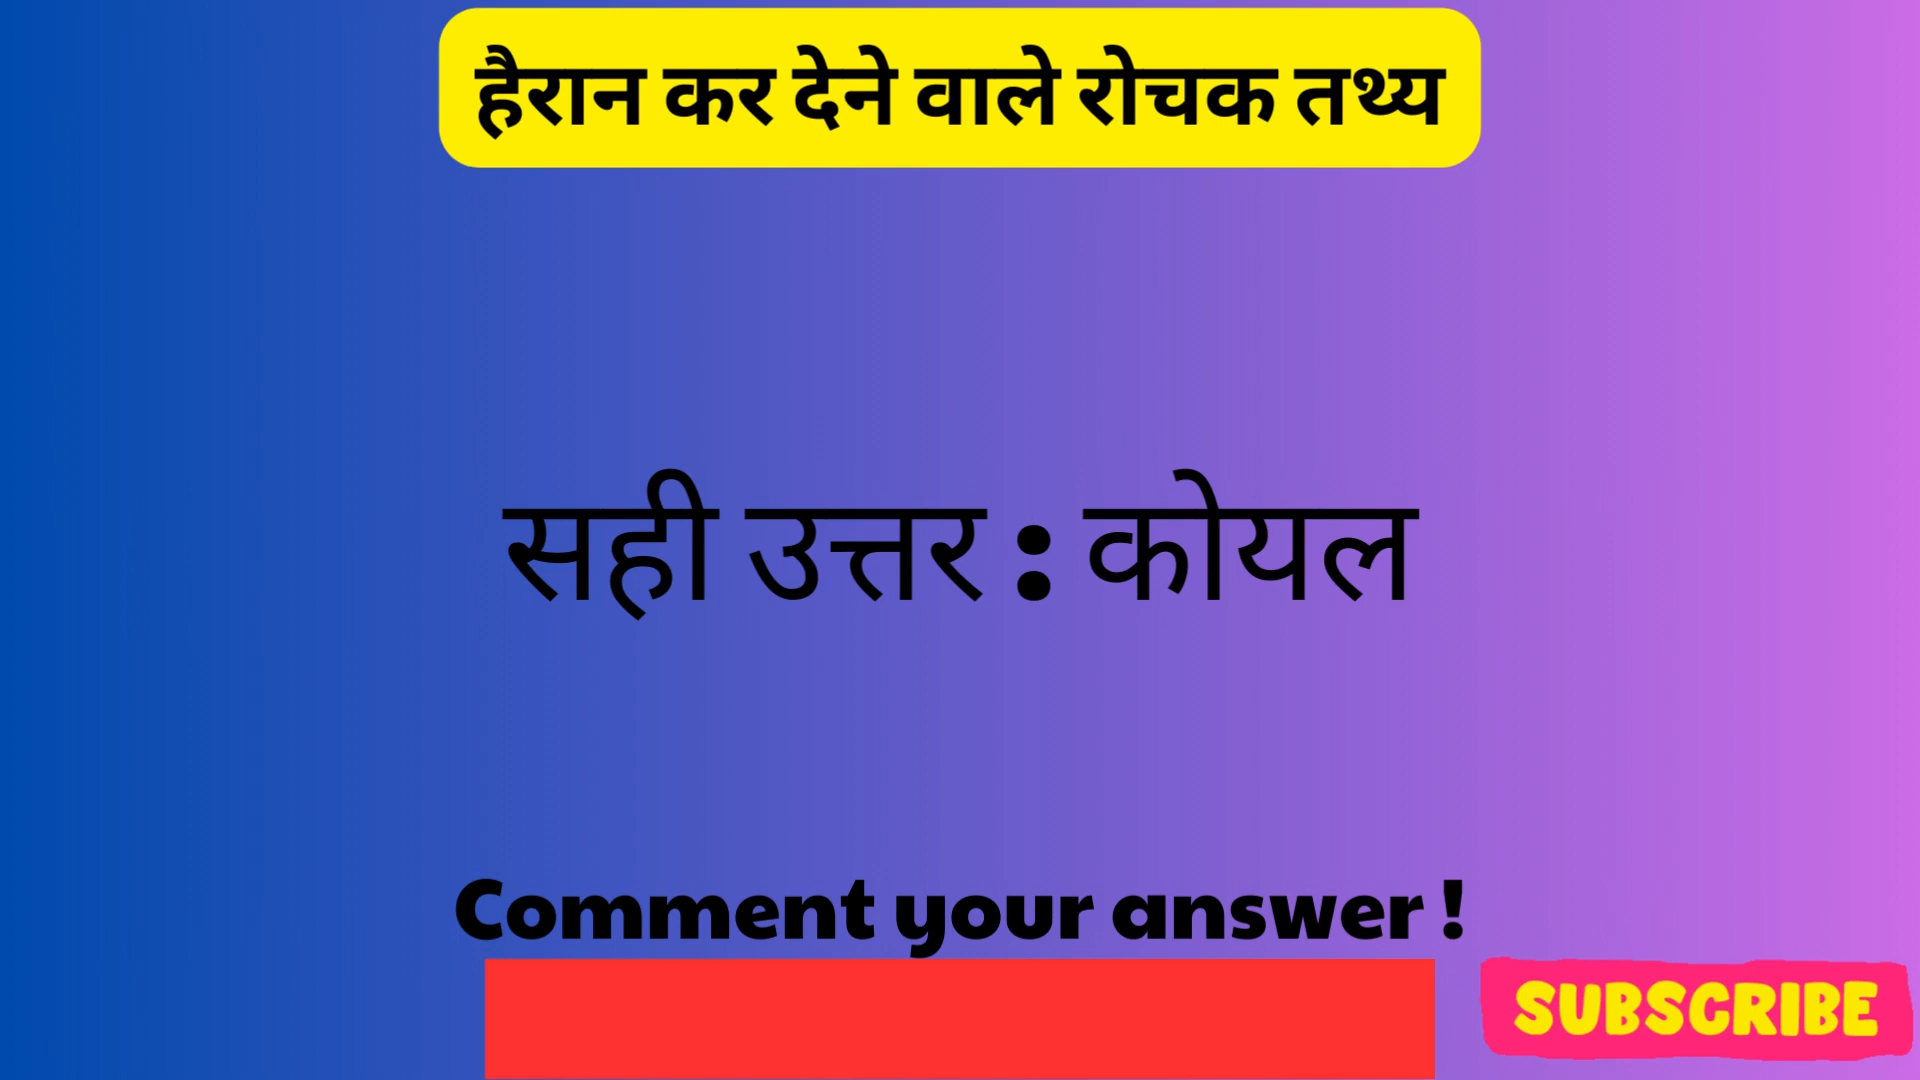 हैरान कर देने वाले रोचक तथ्य
सही उत्तर : कोयल
Comment your answer !
SUBSCRIBE